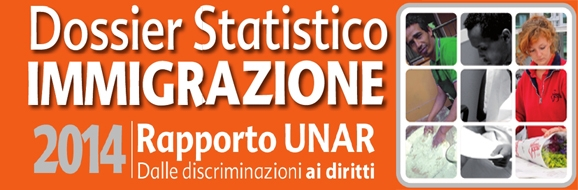 Dossier Statistico
IMMIGRAZIONE
2014 Rapporto UNAR
Dalle discriminazioni ai diritti